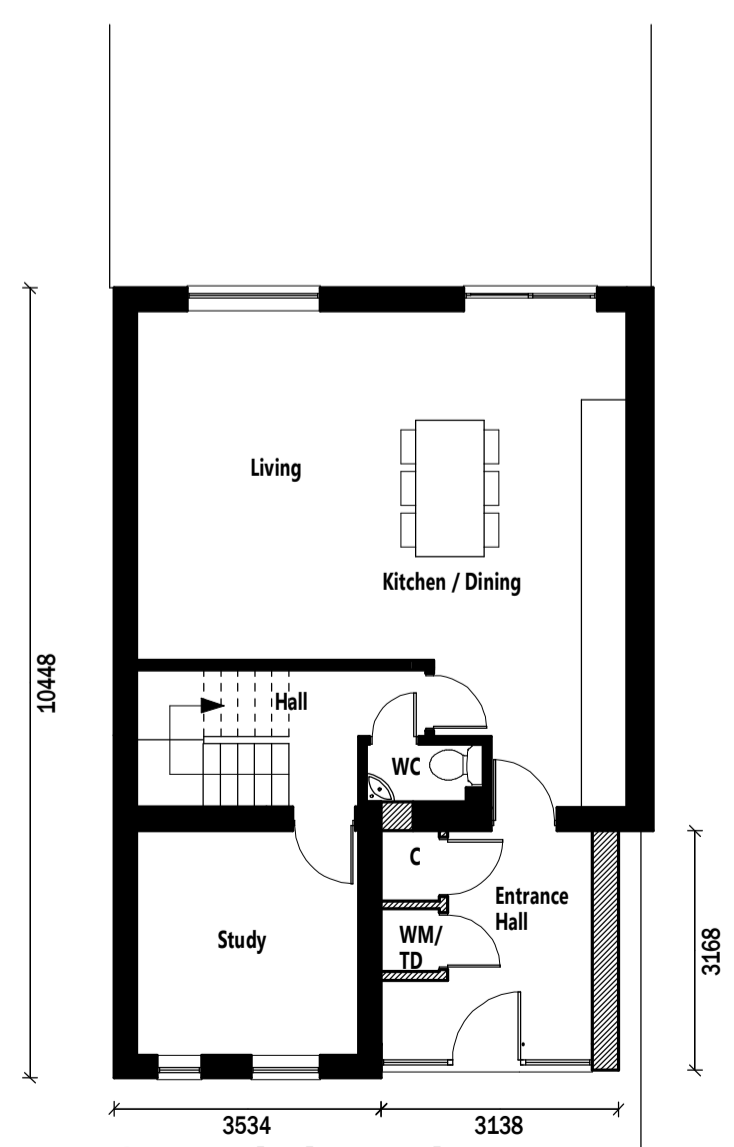 Living
Kitchen / Dining
10448
Hall
WC
C
Entrance
Hall
WM/
TD
Study
3168
3534
3138